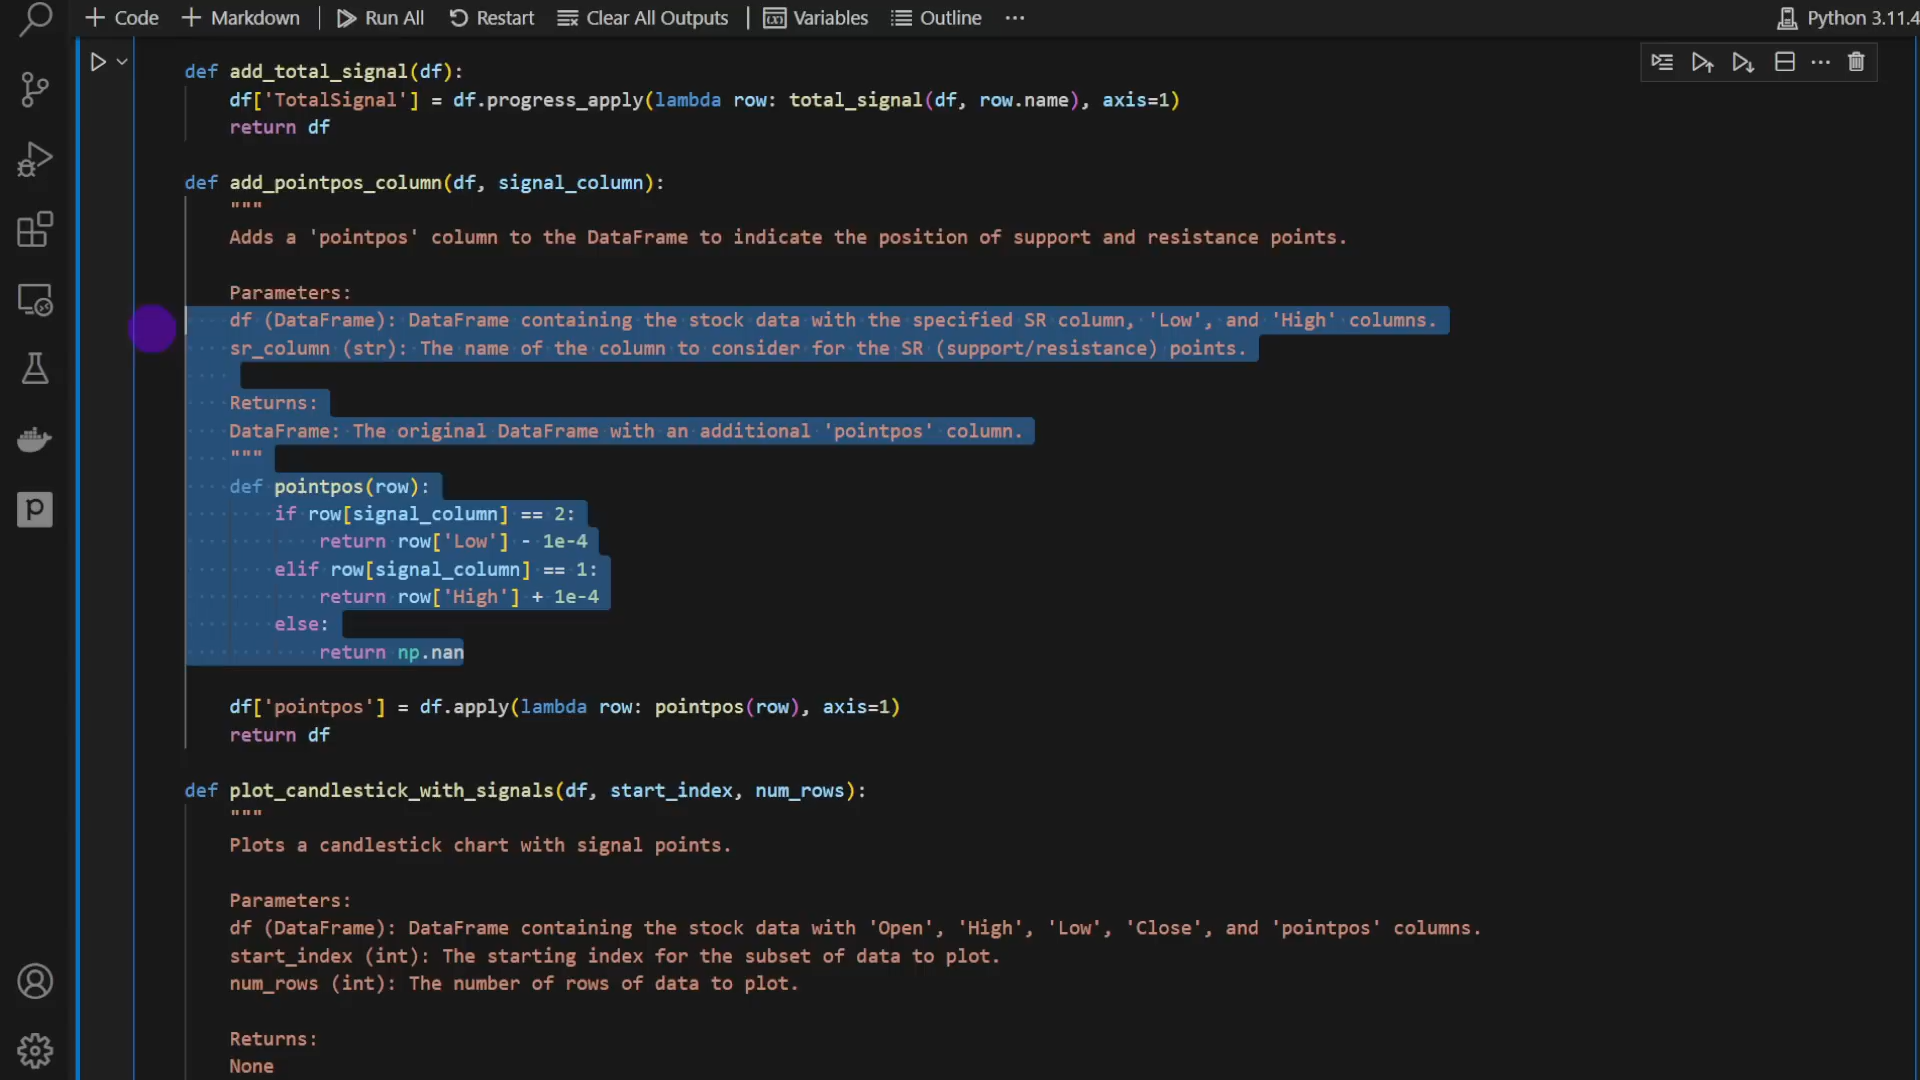 Code Markdown Run All Restart Clear All Outputs Variables Outline ... Python 3.11.4
def add_total_signal(df):
    df['TotalSignal'] = df.progress_apply(lambda row: total_signal(df, row.name), axis=1)
    return df
def add_pointpos_column(df, signal_column):
    """
    Adds a 'pointpos' column to the DataFrame to indicate the position of support and resistance points.
    Parameters:
    df (DataFrame): DataFrame containing the stock data with the specified SR column, 'Low', and 'High' columns.
    sr_column (str): The name of the column to consider for the SR (support/resistance) points.
    Returns:
    DataFrame: The original DataFrame with an additional 'pointpos' column.
    """
    def pointpos(row):
        if row[signal_column] == 2:
            return row['Low'] - 1e-4
        elif row[signal_column] == 1:
            return row['High'] + 1e-4
        else:
            return np.nan
    df['pointpos'] = df.apply(lambda row: pointpos(row), axis=1)
    return df
def plot_candlestick_with_signals(df, start_index, num_rows):
    """
    Plots a candlestick chart with signal points.
    Parameters:
    df (DataFrame): DataFrame containing the stock data with 'Open', 'High', 'Low', 'Close', and 'pointpos' columns.
    start_index (int): The starting index for the subset of data to plot.
    num_rows (int): The number of rows of data to plot.
    Returns:
    None